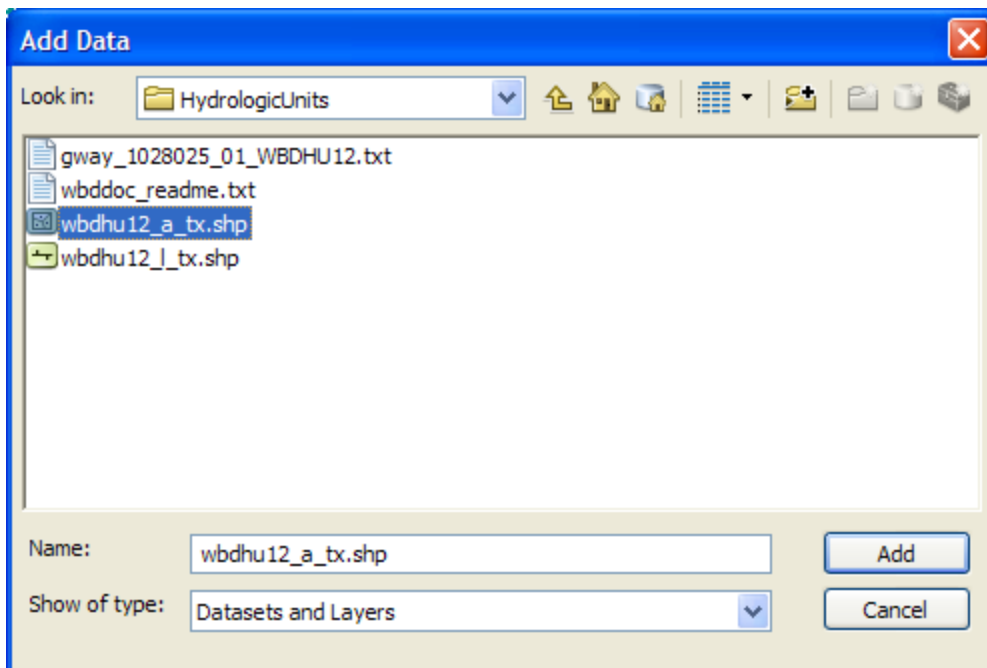 Add Data
Look in: HydrologicUnits
gway_1028025_01_WBDHU12.txt
wbddoc_readme.txt
wbdhu12_a_tx.shp
wbdhu12_l_tx.shp
Name: wbdhu12_a_tx.shp Add
Show of type: Datasets and Layers Cancel